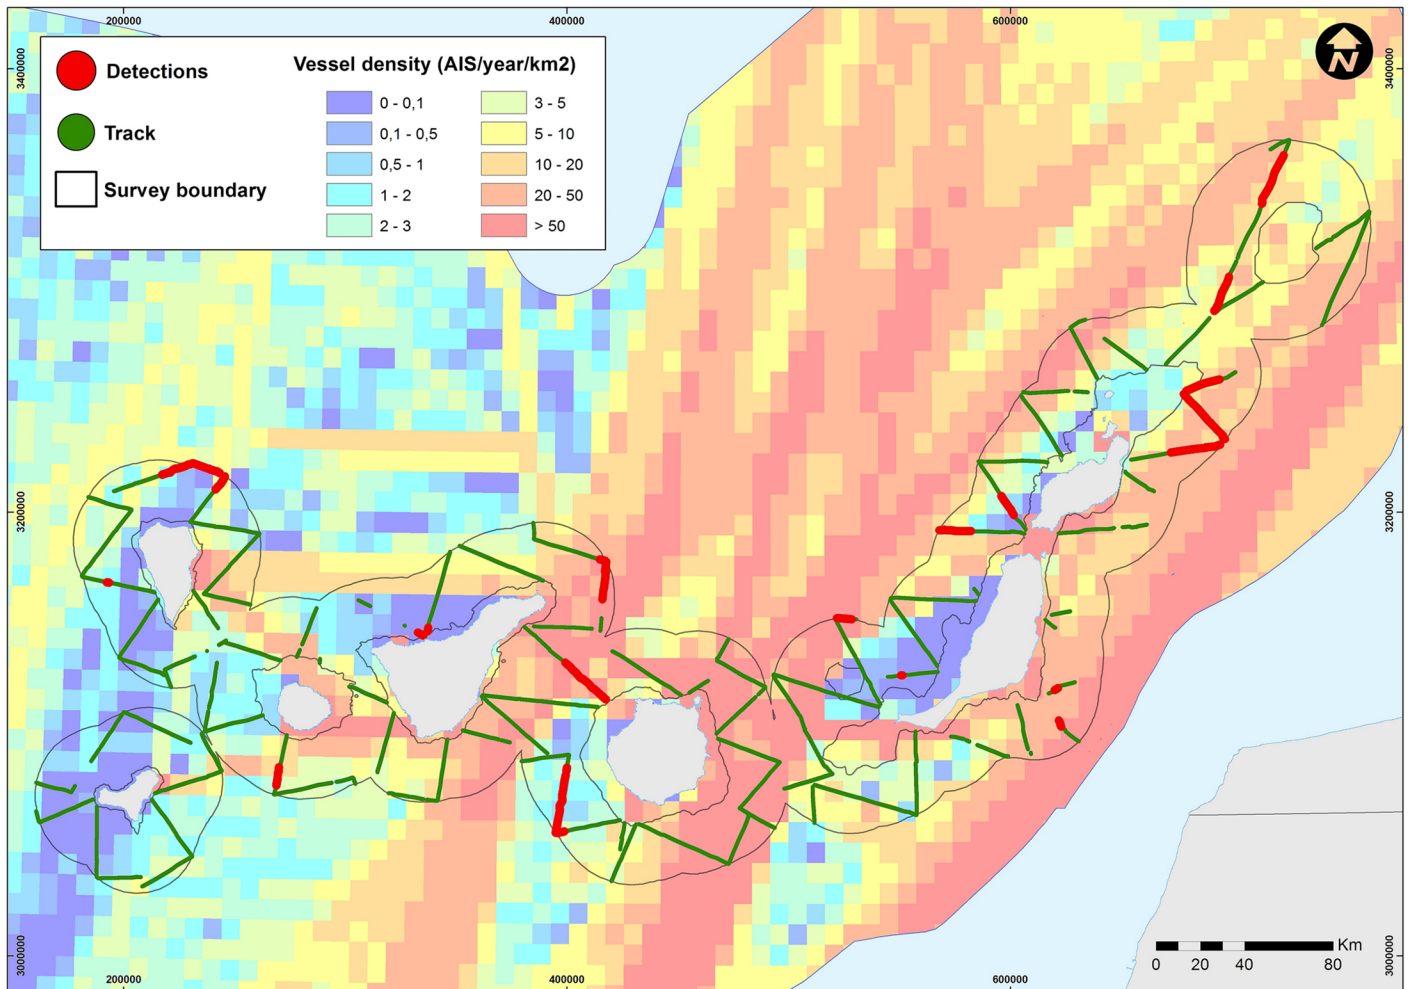 200000 400000 600000
3400000 3400000
N
Detections
Track
Survey boundary
Vessel density (AIS/year/km2)
0 - 0,1 3 - 5
0,1 - 0,5 5 - 10
0,5 - 1 10 - 20
1 - 2 20 - 50
2 - 3 > 50
3200000 3200000
3000000 3000000
Km
0 20 40 80
200000 400000 600000